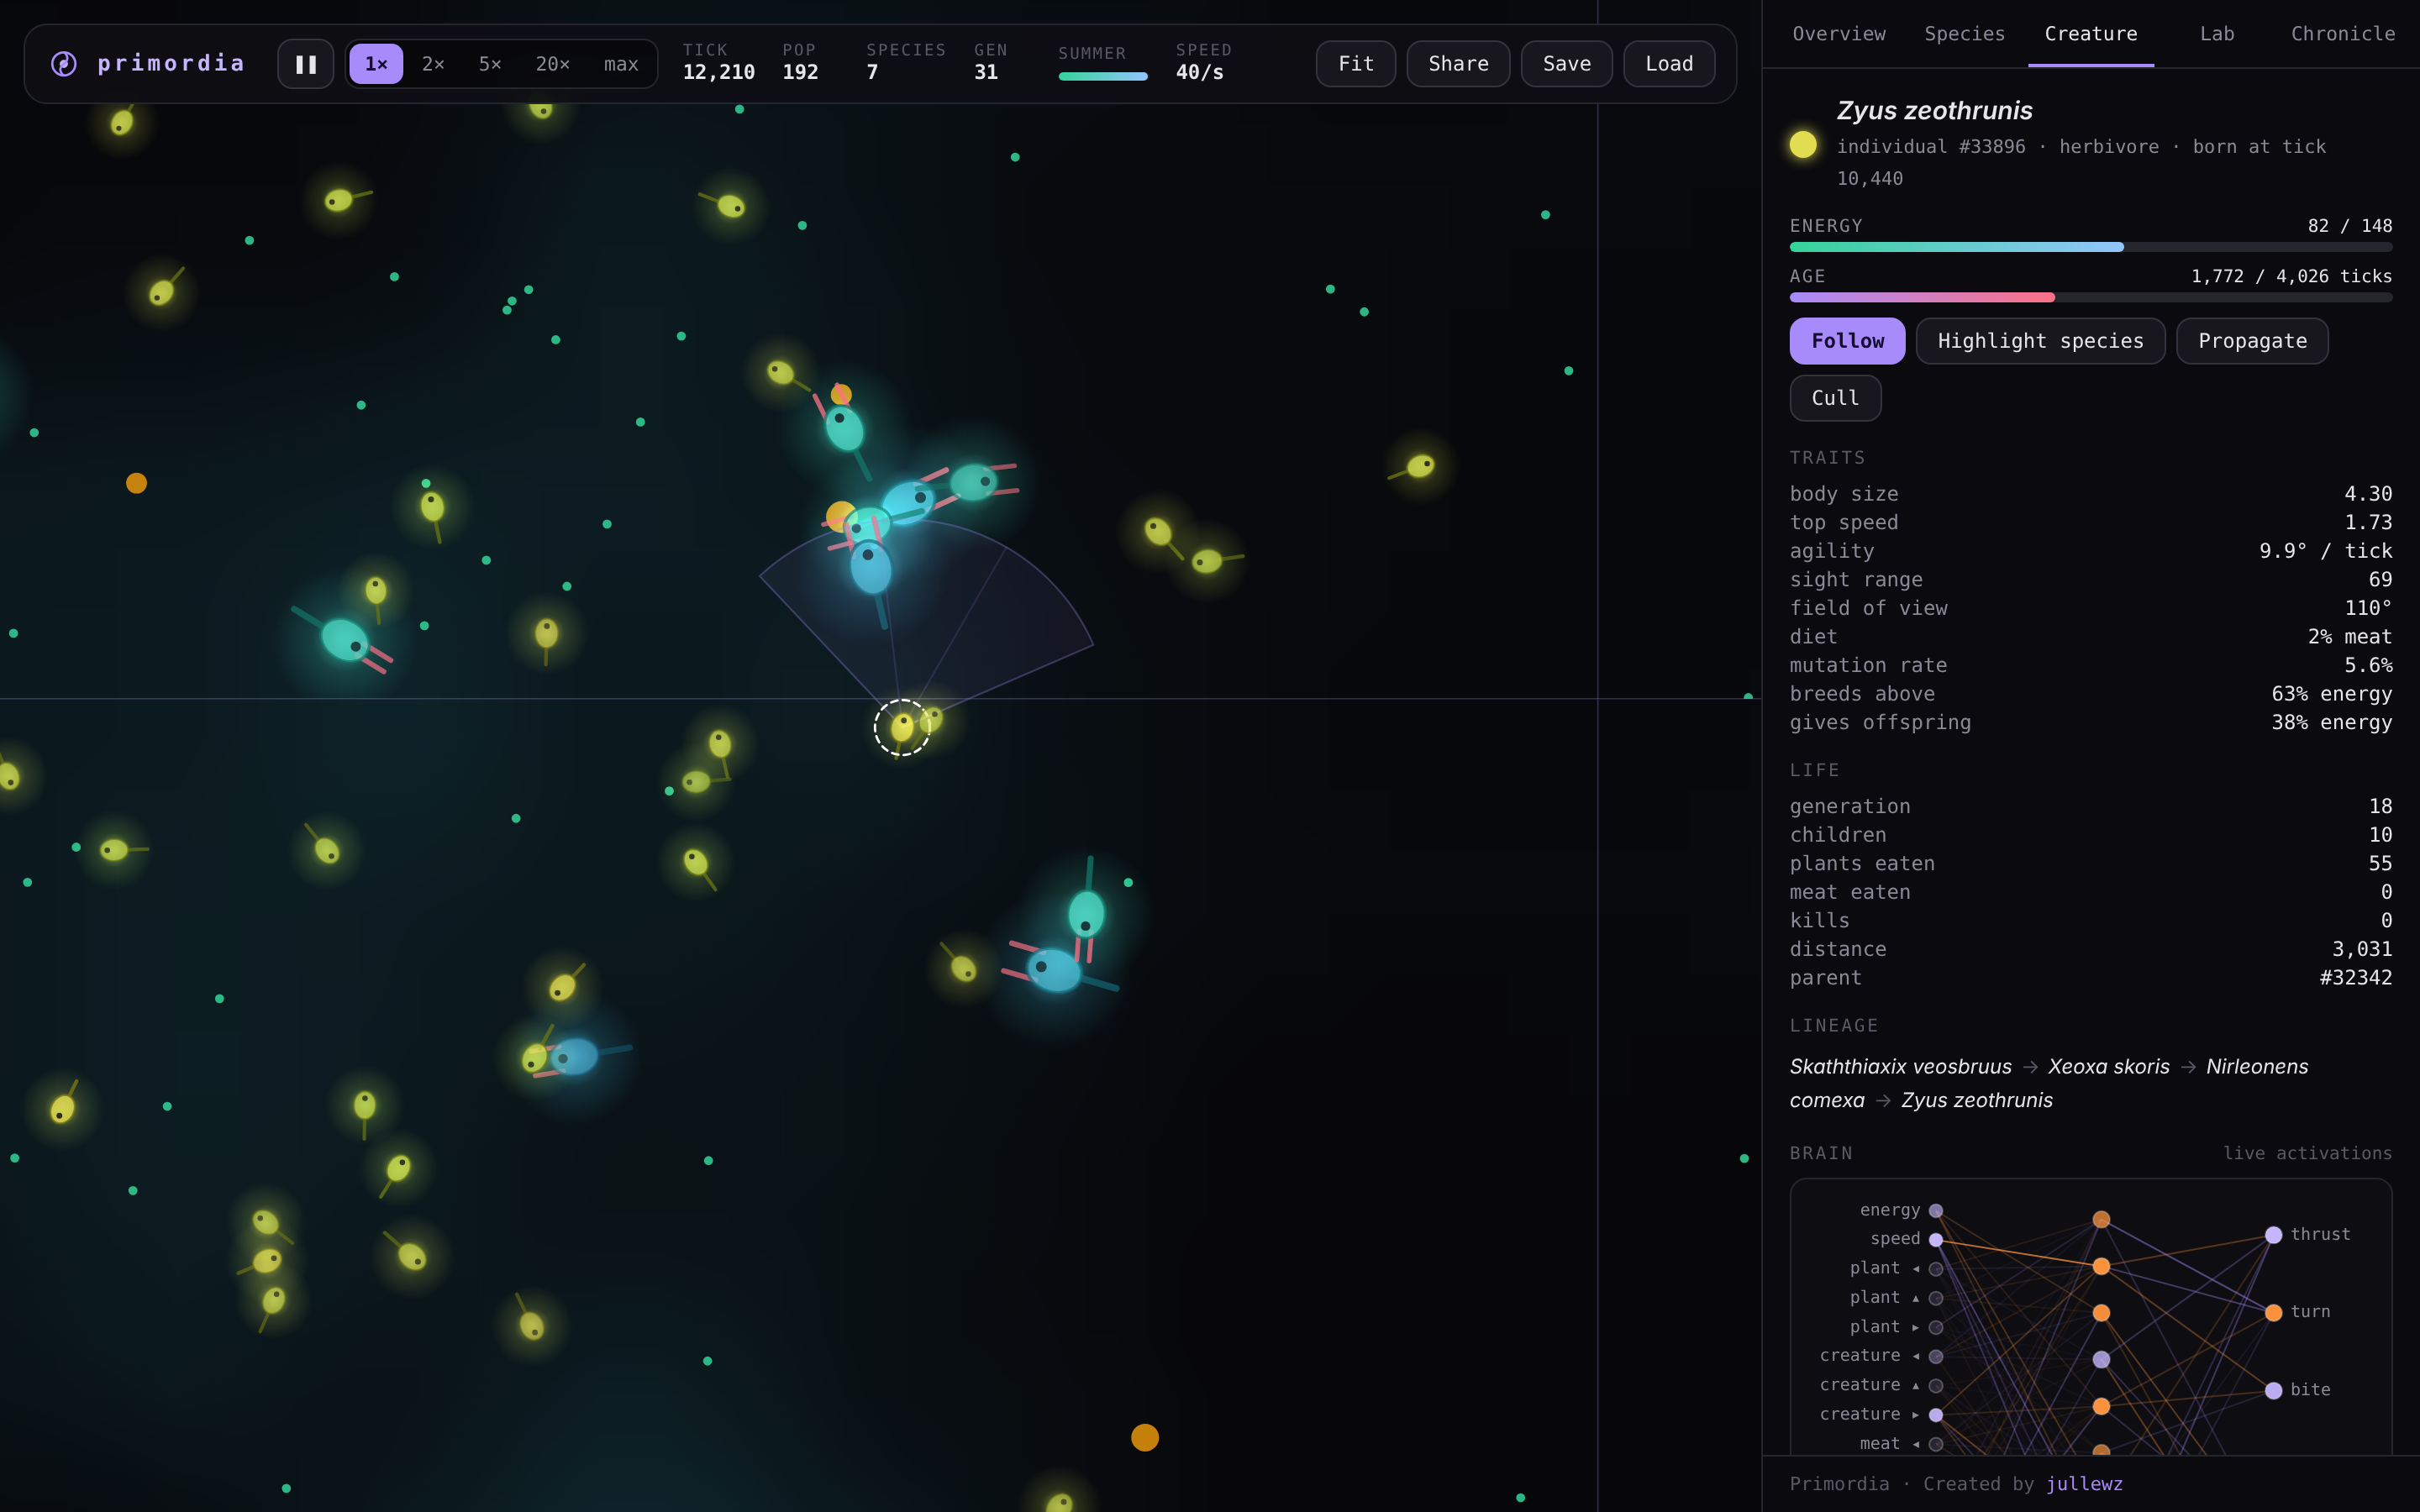 primordia
1× 2× 5× 20× max
TICK POP SPECIES GEN SUMMER SPEED
12,210 192 7 31 40/s
Fit Share Save Load
Overview Species Creature Lab Chronicle
Zyus zeothrunis
individual #33896 · herbivore · born at tick
10,440
ENERGY 82 / 148
AGE 1,772 / 4,026 ticks
Follow Highlight species Propagate
Cull
TRAITS
body size 4.30
top speed 1.73
agility 9.9° / tick
sight range 69
field of view 110°
diet 2% meat
mutation rate 5.6%
breeds above 63% energy
gives offspring 38% energy
LIFE
generation 18
children 10
plants eaten 55
meat eaten 0
kills 0
distance 3,031
parent #32342
LINEAGE
Skaththiaxix veosbruus → Xeoxa skoris → Nirleonens
comexa → Zyus zeothrunis
BRAIN live activations
energy
speed
thrust
plant ◂
plant ▴
turn
plant ▸
creature ◂
creature ▴
bite
creature ▸
meat ◂
Primordia · Created by jullewz